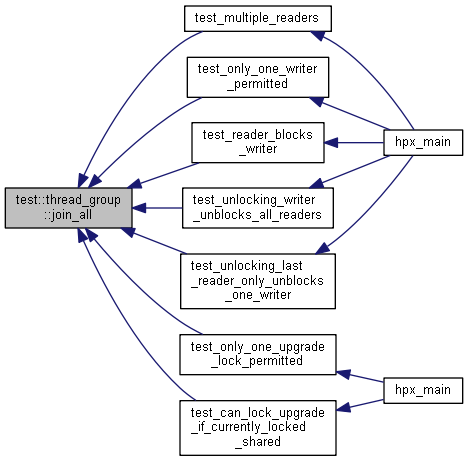 test_multiple_readers
test_only_one_writer
_permitted
test_reader_blocks
_writer
hpx_main
test::thread_group
::join_all
test_unlocking_writer
_unblocks_all_readers
test_unlocking_last
_reader_only_unblocks
_one_writer
test_only_one_upgrade
_lock_permitted
hpx_main
test_can_lock_upgrade
_if_currently_locked
_shared